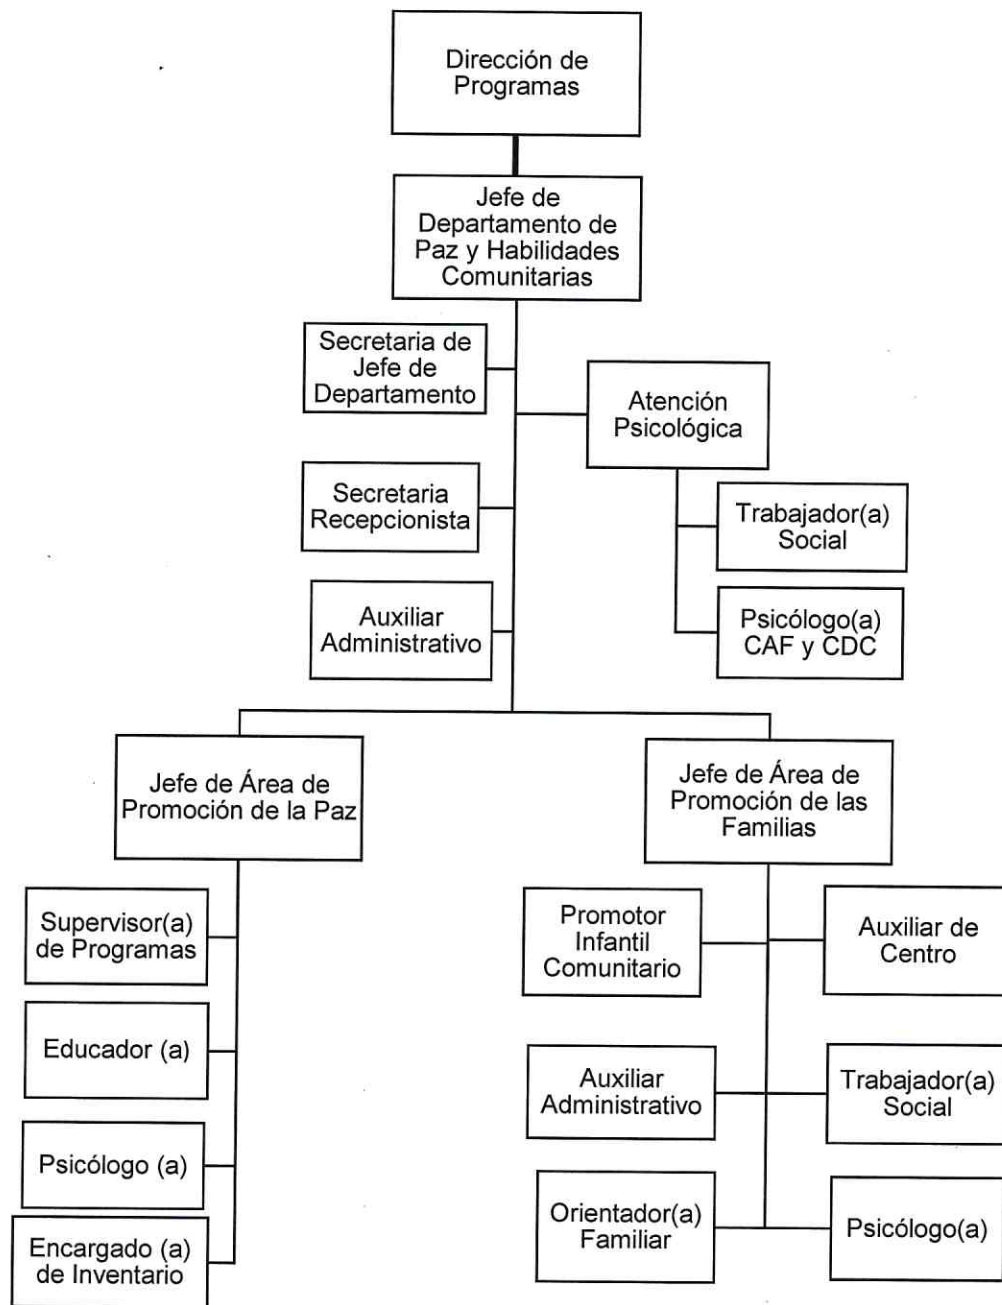 Dirección de
Programas
Jefe de
Departamento de
Paz y Habilidades
Comunitarias
Secretaria de
Jefe de
Departamento
Atención
Psicológica
Secretaria
Recepcionista
Trabajador(a)
Social
Auxiliar
Administrativo
Psicólogo(a)
CAF y CDC
Jefe de Área de
Promoción de la Paz
Jefe de Área de
Promoción de las
Familias
Supervisor(a)
de Programas
Educador (a)
Psicólogo (a)
Encargado (a)
de Inventario
Promotor
Infantil
Comunitario
Auxiliar de
Centro
Auxiliar
Administrativo
Trabajador(a)
Social
Orientador(a)
Familiar
Psicólogo(a)